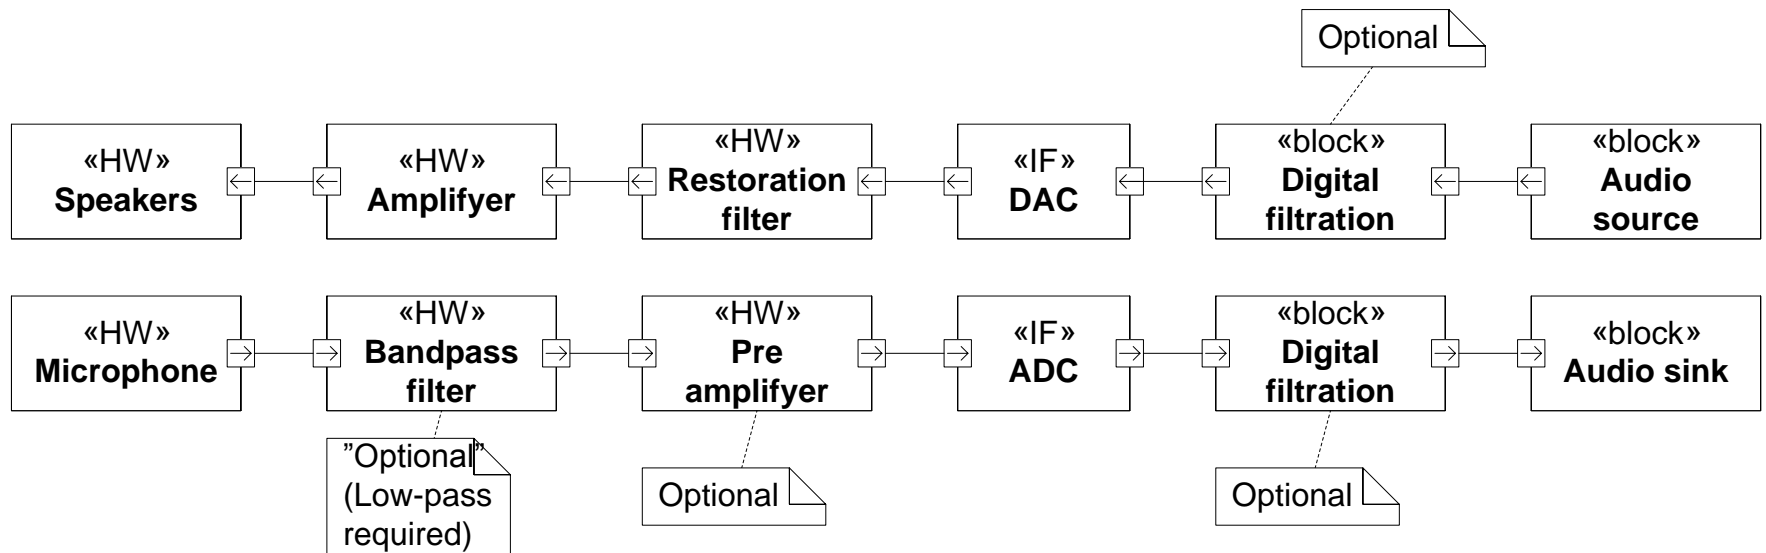 Optional
«HW»
Speakers
«HW»
Amplifyer
«HW»
Restoration
filter
«IF»
DAC
«block»
Digital
filtration
«block»
Audio
source
«HW»
Microphone
«HW»
Bandpass
filter
«HW»
Pre
amplifyer
«IF»
ADC
«block»
Digital
filtration
«block»
Audio sink
”Optional”
(Low-pass
required)
Optional
Optional